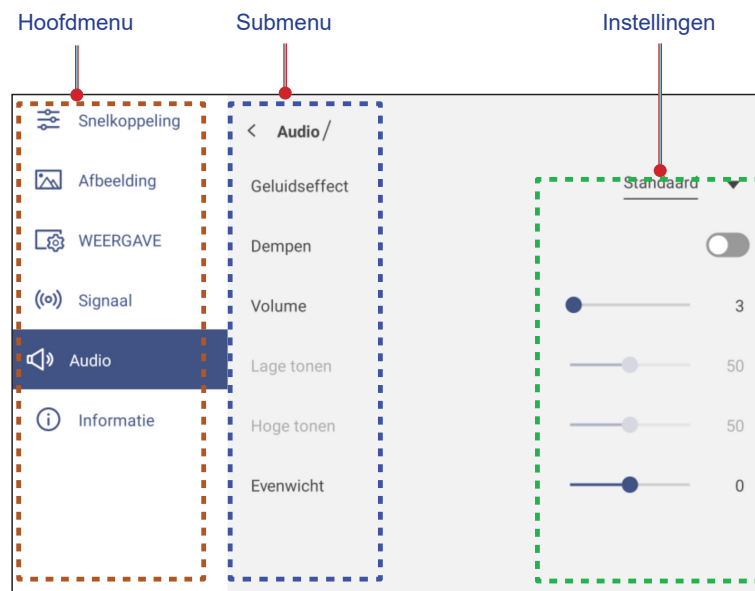 Hoofdmenu Submenu Instellingen
Snelkoppeling
Afbeelding
WEERGAVE
Signaal
Audio
Informatie
< Audio/
Geluidseffect Standaard
Dempen
Volume 3
Lage tonen 50
Hoge tonen 50
Evenwicht 0